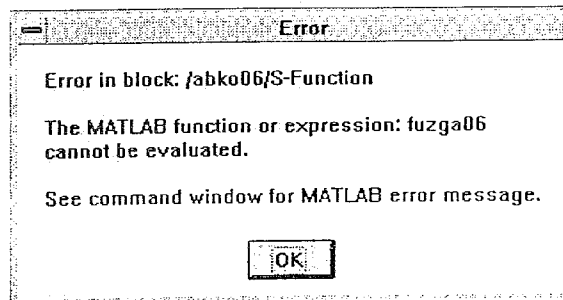 Error
Error in block: /abko06/S-Function
The MATLAB function or expression: fuzga06
cannot be evaluated.
See command window for MATLAB error message.
OK